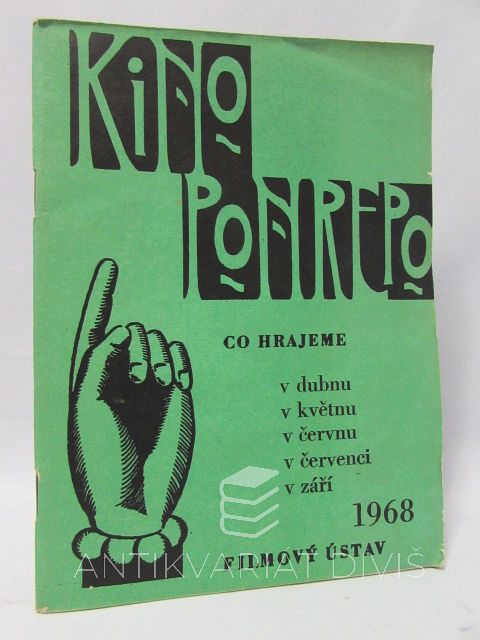 KINO
PONREPO
CO HRAJEME
v dubnu
v květnu
v červnu
v červenci
v září
1968
FILMOVÝ ÚSTAV
ANTIKVARIÁT DIVIŠ